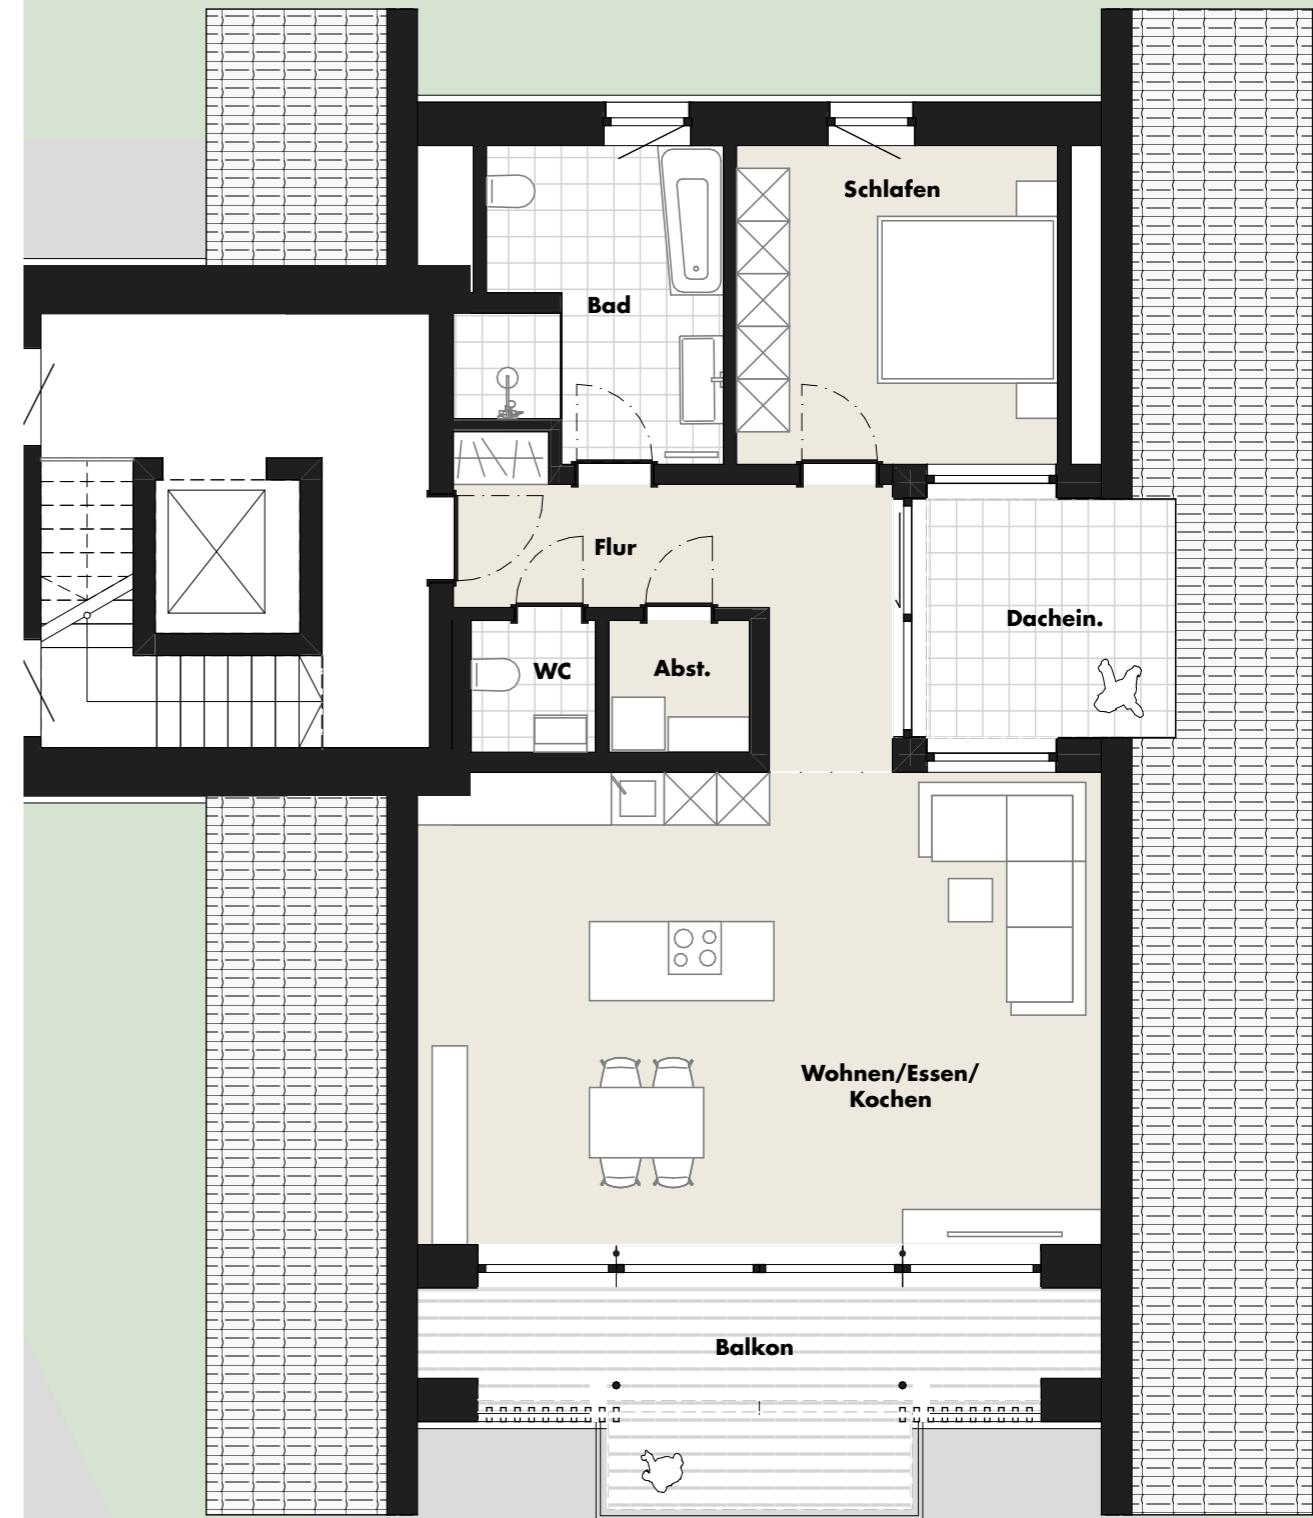 Schlafen
Bad
Flur
Dachein.
WC
Abst.
Wohnen/Essen/
Kochen
Balkon